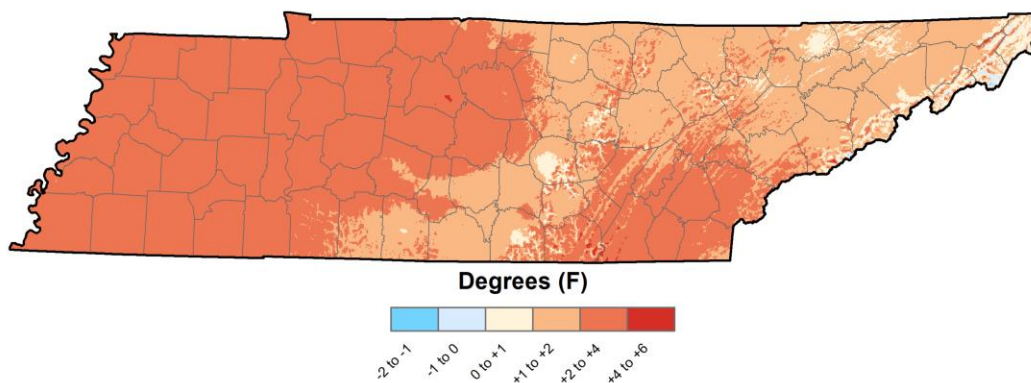 Degrees (F)
-2 to -1
-1 to 0
0 to +1
+1 to +2
+2 to +4
+4 to +6